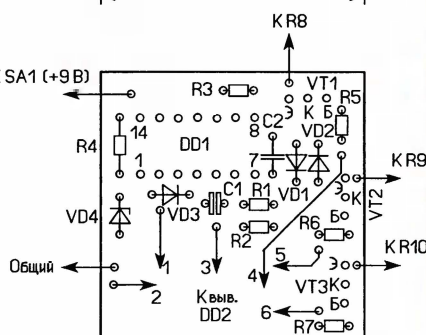 К R8
SA1 (+9 В)
R3
VT1
Э К Б
R5
14
8 C2
VD2
R4
DD1
1
7
К R9
VD1
Э
К
VT2
C1
R1
VD3
VD4
Б
R6
R2
5
Общий
1
3
4
Э
К R10
2
К выв.
DD2
VT3
К
6
Б
R7